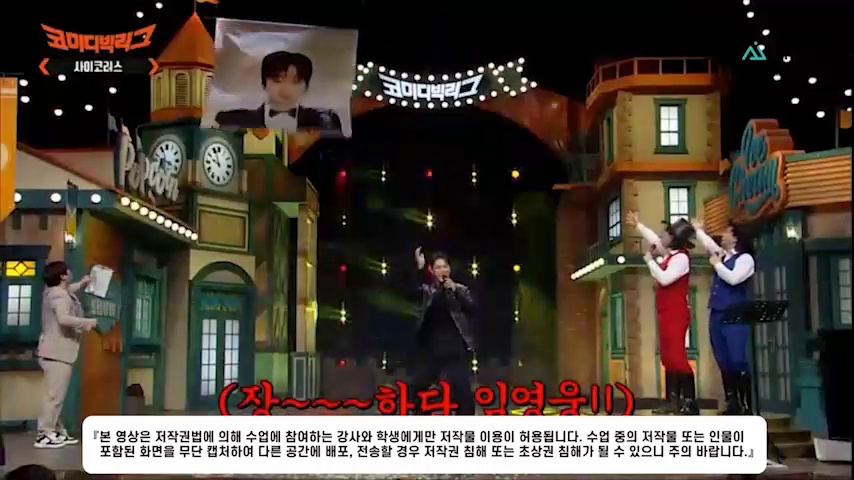 코미디빅리그
사이코러스
코미디빅리그
Popcorn
Ice Cream
(장~~~~하다 임영웅!!)
『본 영상은 저작권법에 의해 수업에 참여하는 강사와 학생에게만 저작물 이용이 허용됩니다. 수업 중의 저작물 또는 인물이
포함된 화면을 무단 캡처하여 다른 공간에 배포, 전송할 경우 저작권 침해 또는 초상권 침해가 될 수 있으니 주의 바랍니다.』